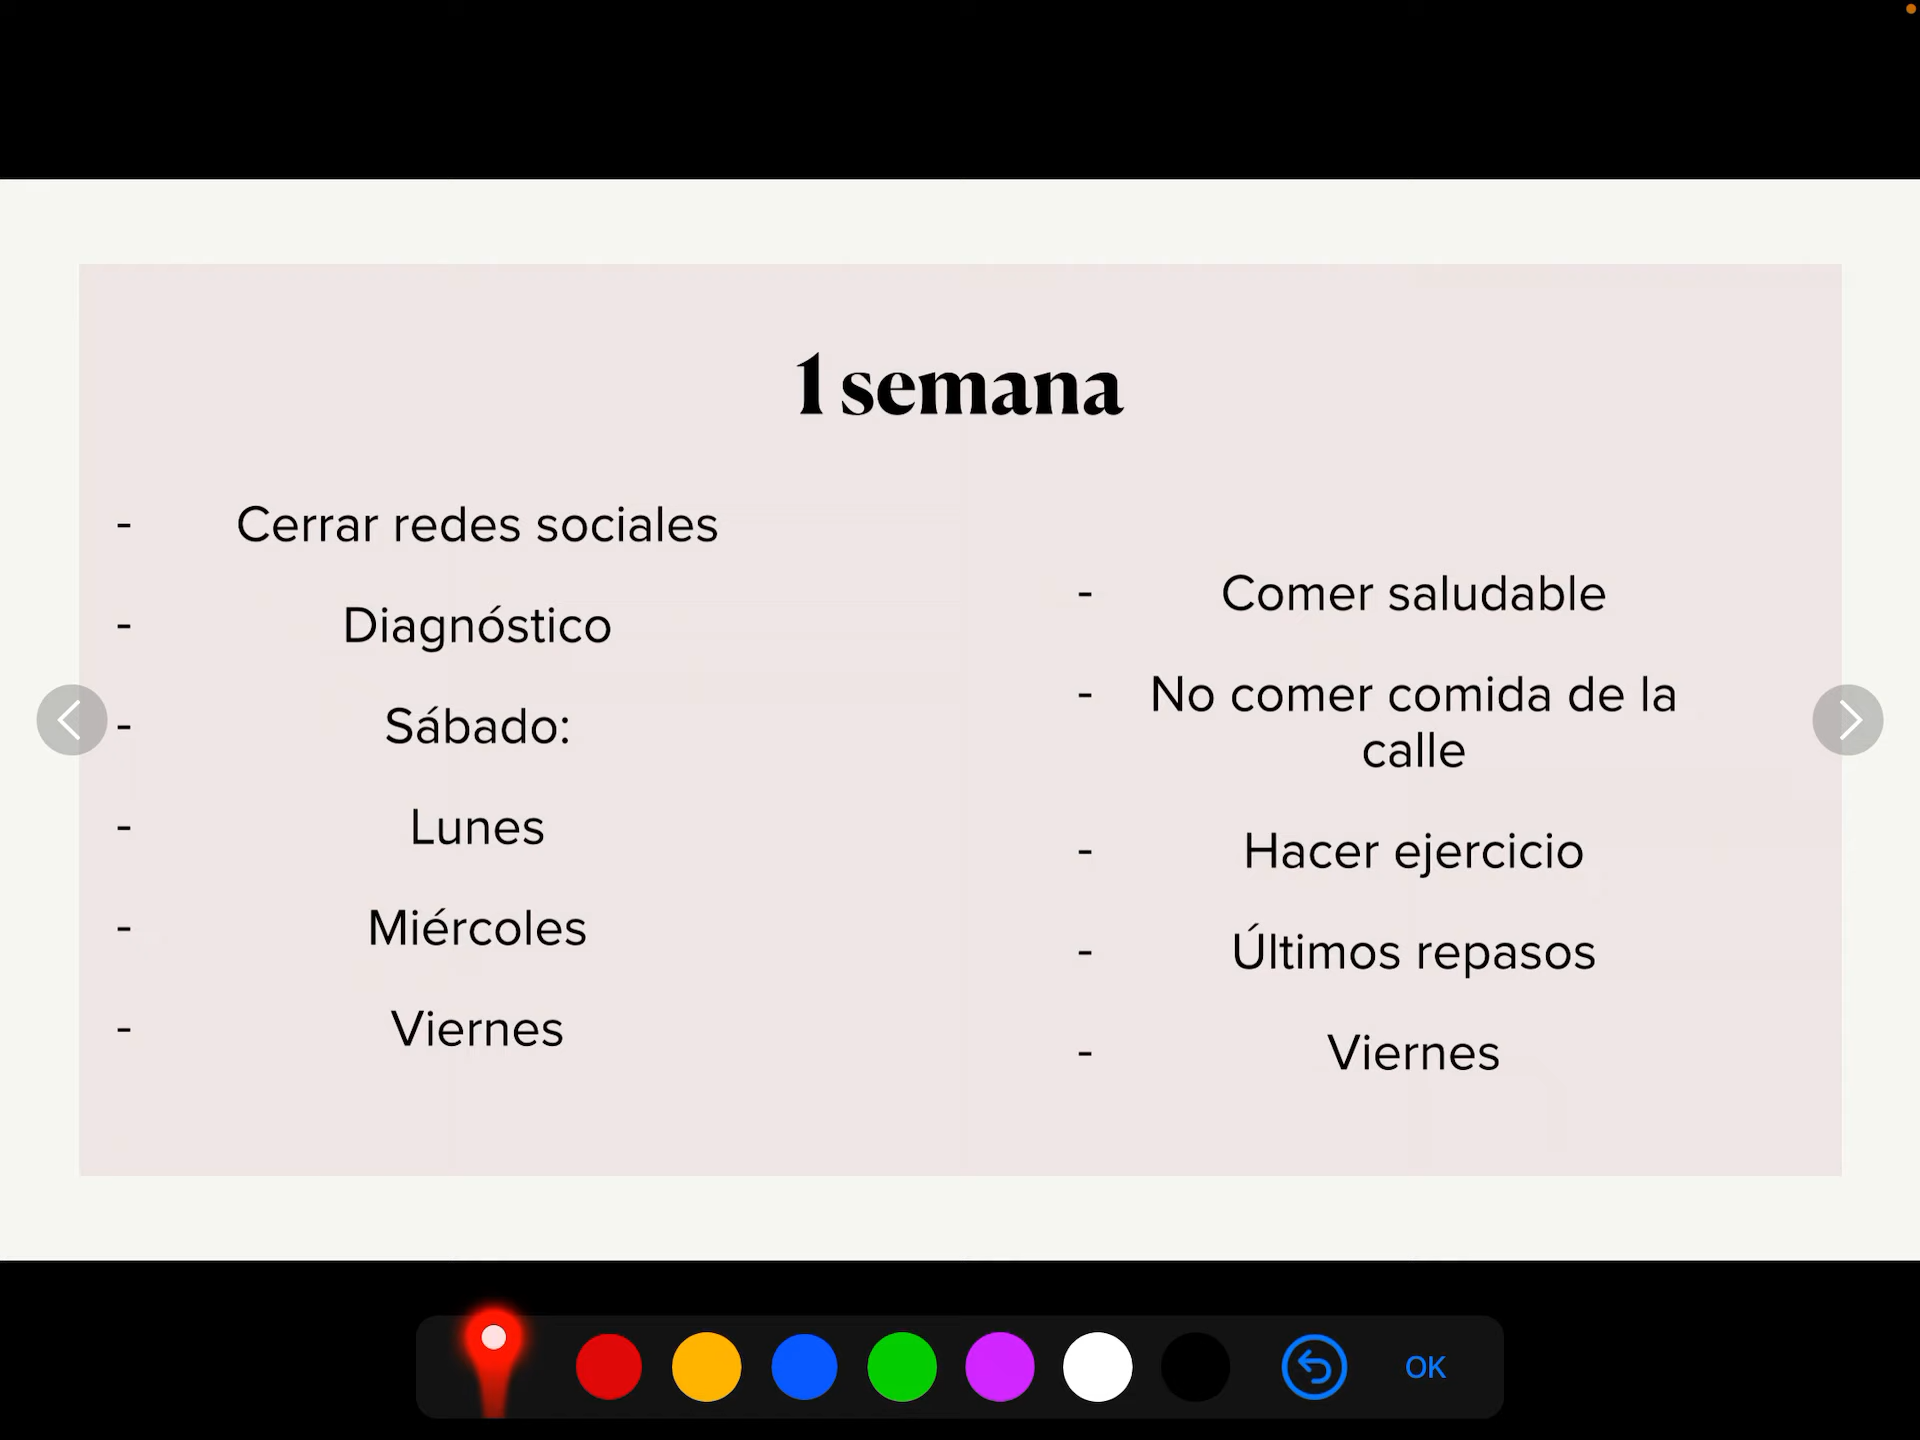 1 semana
- Cerrar redes sociales
- Diagnóstico
- Sábado:
- Lunes
- Miércoles
- Viernes
- Comer saludable
- No comer comida de la
calle
- Hacer ejercicio
- Últimos repasos
- Viernes
OK